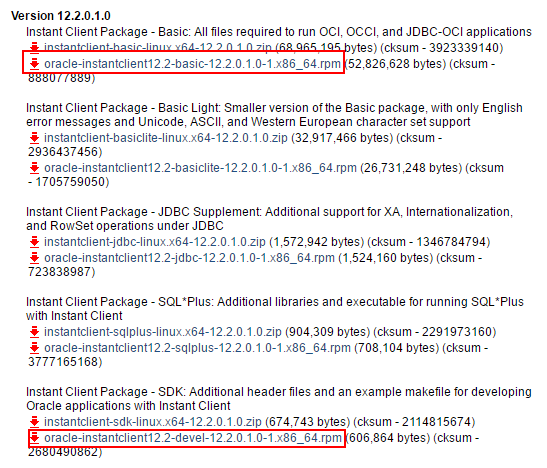 Version 12.2.0.1.0
Instant Client Package - Basic: All files required to run OCI, OCCI, and JDBC-OCI applications
instantclient-basic-linux.x64-12.2.0.1.0.zip (68,965,195 bytes) (cksum - 3923339140)
oracle-instantclient12.2-basic-12.2.0.1.0-1.x86_64.rpm (52,826,628 bytes) (cksum -
888077889)
Instant Client Package - Basic Light: Smaller version of the Basic package, with only English
error messages and Unicode, ASCII, and Western European character set support
instantclient-basiclite-linux.x64-12.2.0.1.0.zip (32,917,466 bytes) (cksum -
2936437456)
oracle-instantclient12.2-basiclite-12.2.0.1.0-1.x86_64.rpm (26,731,248 bytes) (cksum
- 1705759050)
Instant Client Package - JDBC Supplement: Additional support for XA, Internationalization,
and RowSet operations under JDBC
instantclient-jdbc-linux.x64-12.2.0.1.0.zip (1,572,942 bytes) (cksum - 1346784794)
oracle-instantclient12.2-jdbc-12.2.0.1.0-1.x86_64.rpm (1,524,160 bytes) (cksum -
723838987)
Instant Client Package - SQL*Plus: Additional libraries and executable for running SQL*Plus
with Instant Client
instantclient-sqlplus-linux.x64-12.2.0.1.0.zip (904,309 bytes) (cksum - 2291973160)
oracle-instantclient12.2-sqlplus-12.2.0.1.0-1.x86_64.rpm (708,104 bytes) (cksum -
3777165168)
Instant Client Package - SDK: Additional header files and an example makefile for developing
Oracle applications with Instant Client
instantclient-sdk-linux.x64-12.2.0.1.0.zip (674,743 bytes) (cksum - 2114815674)
oracle-instantclient12.2-devel-12.2.0.1.0-1.x86_64.rpm (606,864 bytes) (cksum -
2680490862)